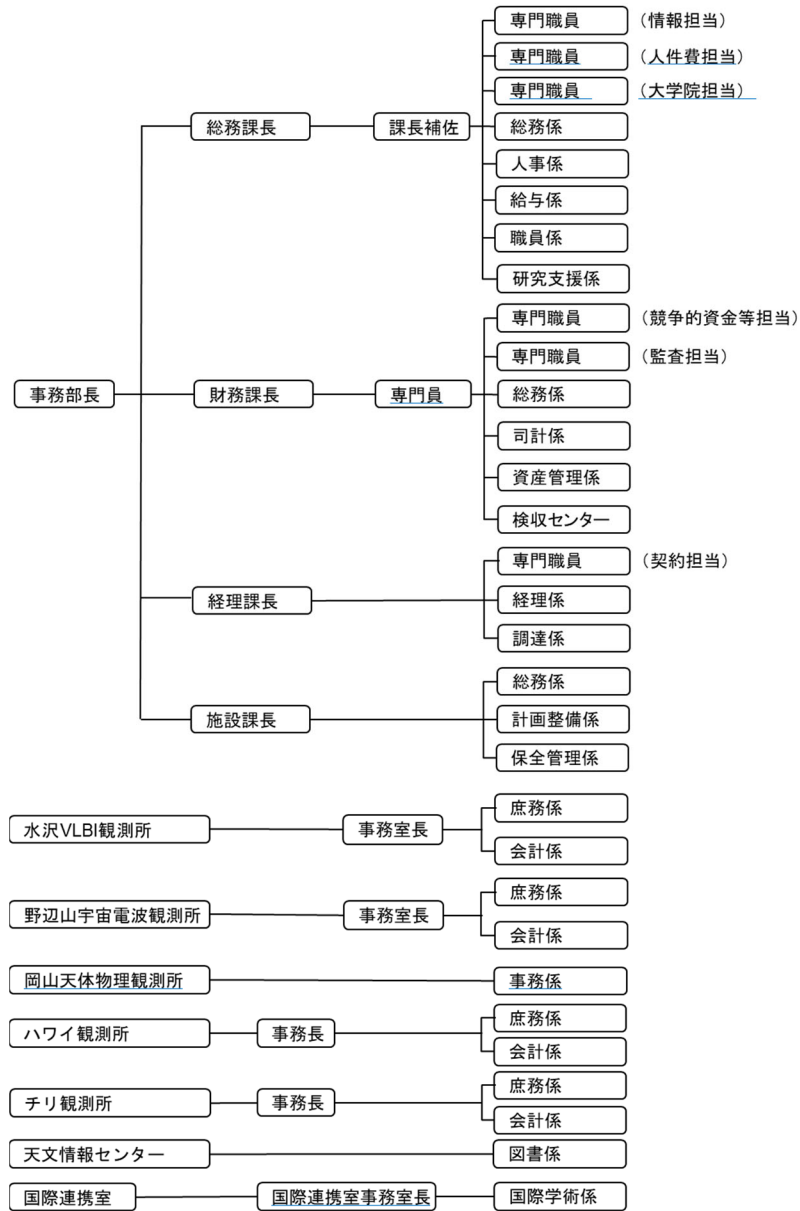 専門職員 （情報担当）
専門職員 （人件費担当）
専門職員 （大学院担当）
総務課長 課長補佐 総務係
人事係
給与係
職員係
研究支援係
専門職員 （競争的資金等担当）
専門職員 （監査担当）
事務部長 財務課長 専門員 総務係
司計係
資産管理係
検収センター
専門職員 （契約担当）
経理課長 経理係
調達係
総務係
施設課長 計画整備係
保全管理係
庶務係
水沢VLBI観測所 事務室長
会計係
庶務係
野辺山宇宙電波観測所 事務室長
会計係
岡山天体物理観測所 事務係
庶務係
ハワイ観測所 事務長
会計係
庶務係
チリ観測所 事務長
会計係
天文情報センター 図書係
国際連携室 国際連携室事務室長 国際学術係